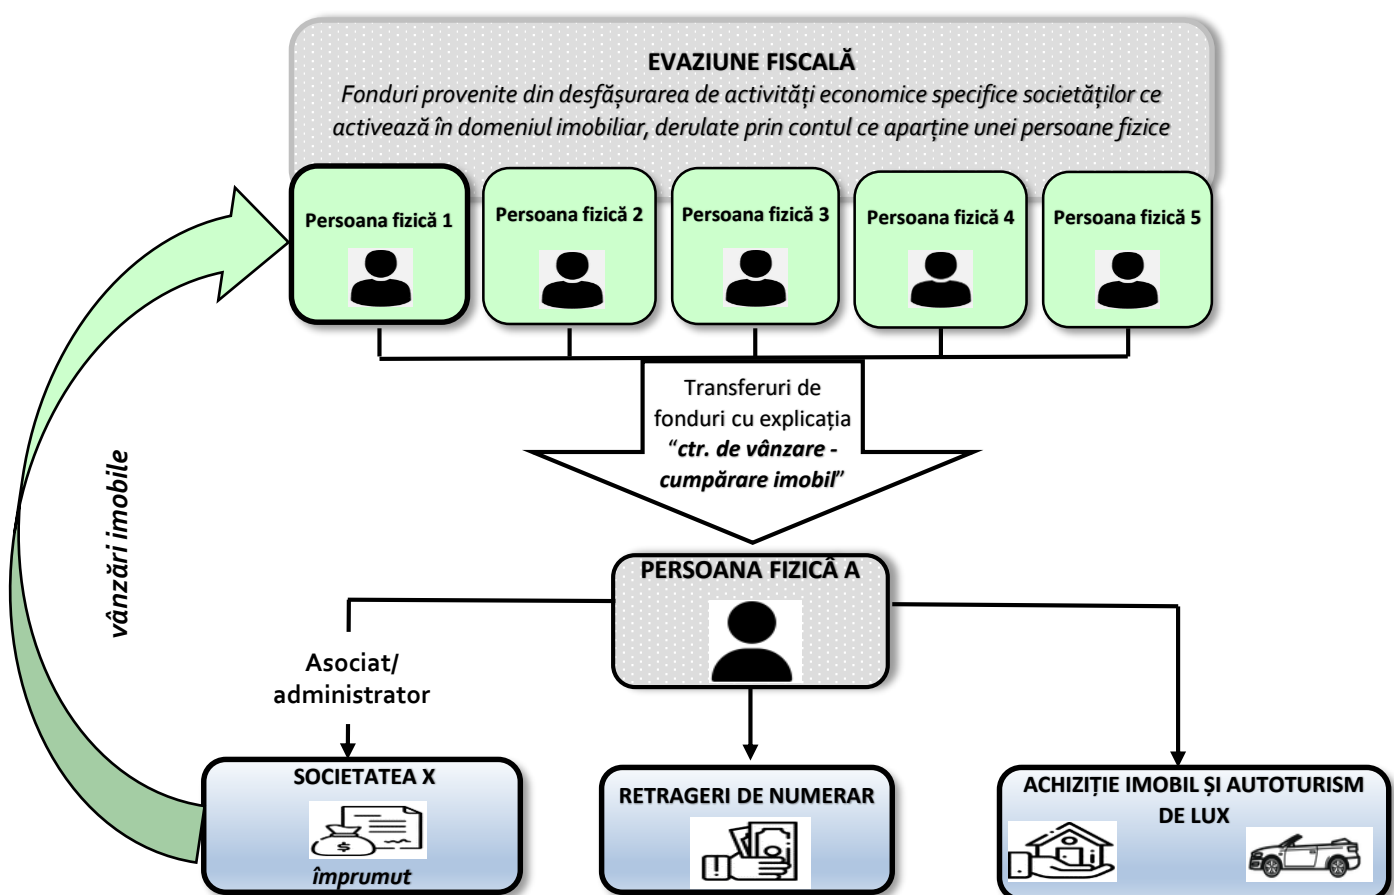 EVAZIUNE FISCALĂ
Fonduri provenite din desfășurarea de activități economice specifice societăților ce
activează în domeniul imobiliar, derulate prin contul ce aparține unei persoane fizice
Persoana fizică 1
Persoana fizică 2
Persoana fizică 3
Persoana fizică 4
Persoana fizică 5
Transferuri de
fonduri cu explicația
“ctr. de vânzare -
cumpărare imobil”
vânzări imobile
PERSOANA FIZICÂ A
Asociat/
administrator
SOCIETATEA X
$
împrumut
RETRAGERI DE NUMERAR
ACHIZIȚIE IMOBIL ȘI AUTOTURISM
DE LUX